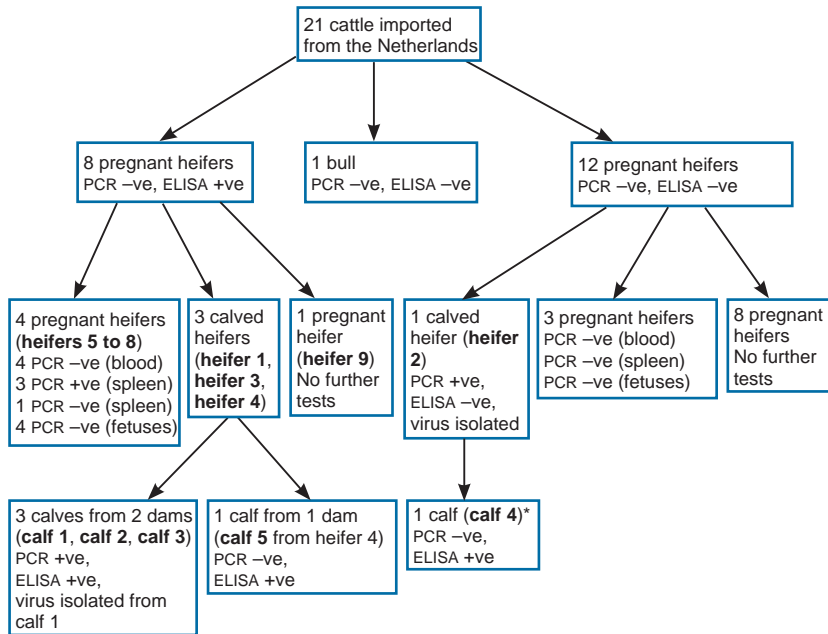 21 cattle imported
from the Netherlands
8 pregnant heifers
PCR –ve, ELISA +ve
1 bull
PCR –ve, ELISA –ve
12 pregnant heifers
PCR –ve, ELISA –ve
4 pregnant heifers
(heifers 5 to 8)
4 PCR –ve (blood)
3 PCR +ve (spleen)
1 PCR –ve (spleen)
4 PCR –ve (fetuses)
3 calved
heifers
(heifer 1,
heifer 3,
heifer 4)
1 pregnant
heifer
(heifer 9)
No further
tests
1 calved
heifer (heifer
2)
PCR +ve,
ELISA –ve,
virus isolated
3 pregnant heifers
PCR –ve (blood)
PCR –ve (spleen)
PCR –ve (fetuses)
8 pregnant
heifers
No further
tests
3 calves from 2 dams
(calf 1, calf 2, calf 3)
PCR +ve,
ELISA +ve,
virus isolated from
calf 1
1 calf from 1 dam
(calf 5 from heifer 4)
PCR –ve,
ELISA +ve
1 calf (calf 4)*
PCR –ve,
ELISA +ve